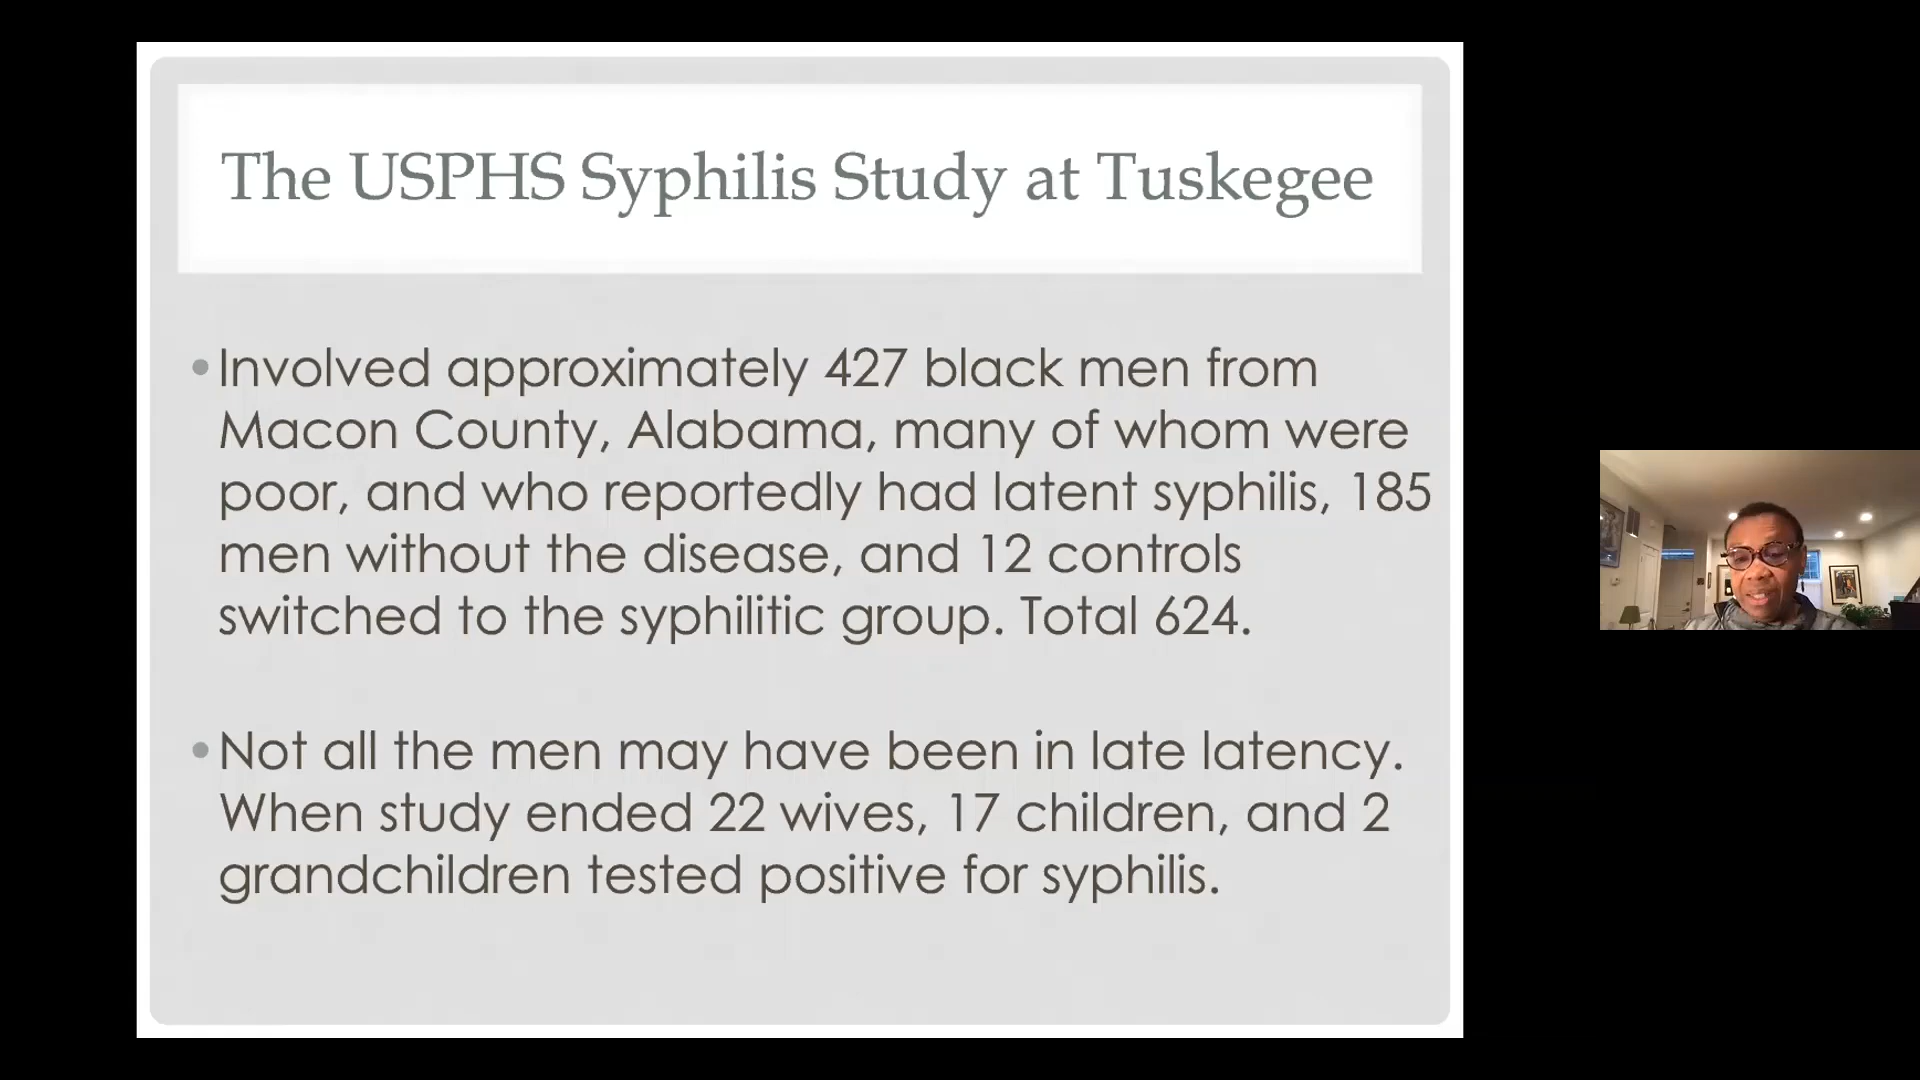 The USPHS Syphilis Study at Tuskegee
•Involved approximately 427 black men from
Macon County, Alabama, many of whom were
poor, and who reportedly had latent syphilis, 185
men without the disease, and 12 controls
switched to the syphilitic group. Total 624.
•Not all the men may have been in late latency.
When study ended 22 wives, 17 children, and 2
grandchildren tested positive for syphilis.